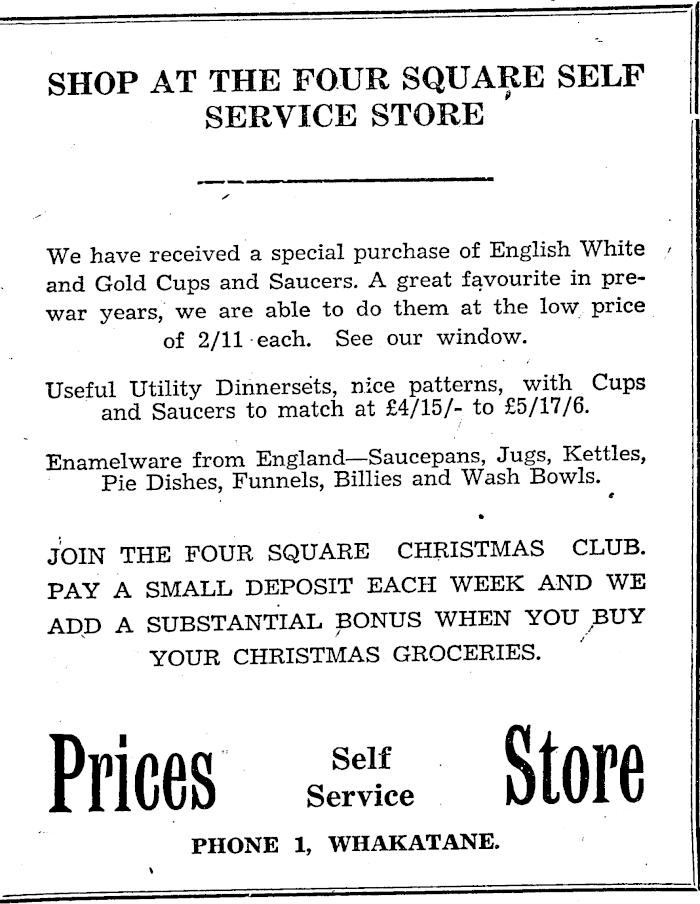 SHOP AT THE FOUR SQUARE SELF
SERVICE STORE
We have received a special purchase of English White
and Gold Cups and Saucers. A great favourite in pre-
war years, we are able to do them at the low price
of 2/11 each. See our window.
Useful Utility Dinnersets, nice patterns, with Cups
and Saucers to match at £4/15/- to £5/17/6.
Enamelware from England—Saucepans, Jugs, Kettles,
Pie Dishes, Funnels, Billies and Wash Bowls.
JOIN THE FOUR SQUARE CHRISTMAS CLUB.
PAY A SMALL DEPOSIT EACH WEEK AND WE
ADD A SUBSTANTIAL BONUS WHEN YOU BUY
YOUR CHRISTMAS GROCERIES.
Prices Self Service Store
PHONE 1, WHAKATANE.